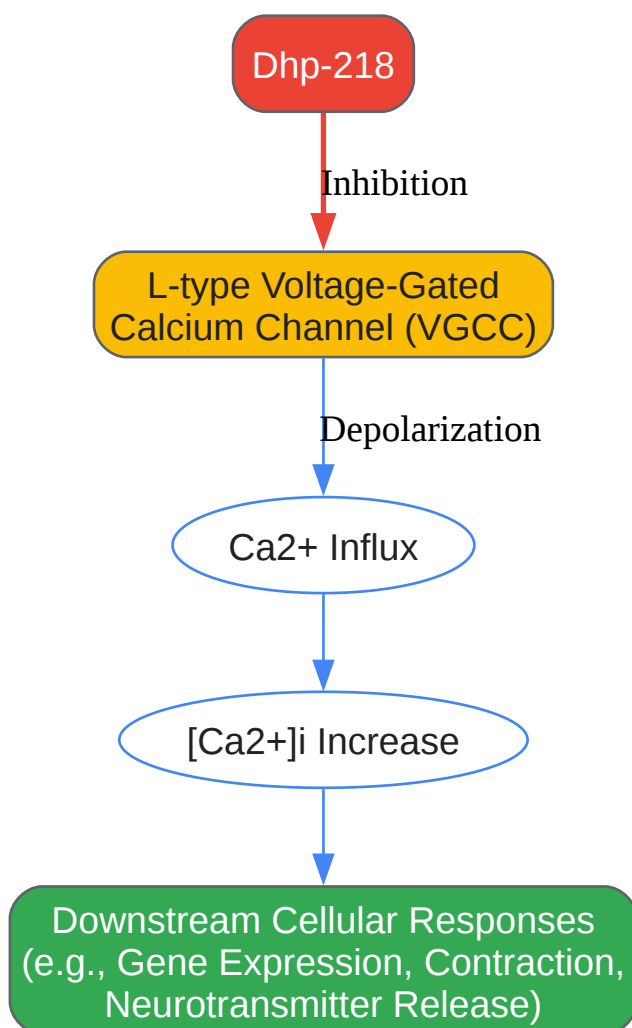 Dhp-218
Inhibition
L-type Voltage-Gated
Calcium Channel (VGCC)
Depolarization
Ca2+ Influx
[Ca2+]i Increase
Downstream Cellular Responses
(e.g., Gene Expression, Contraction,
Neurotransmitter Release)